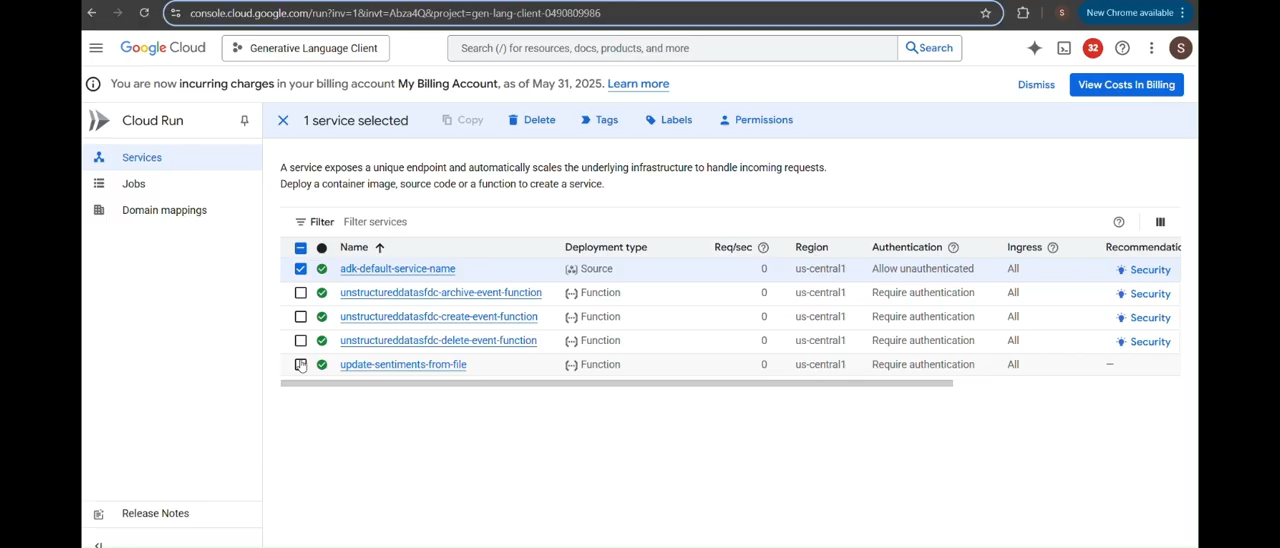 console.cloud.google.com/run?inv=1&invt=Abza4Q&project=gen-lang-client-0490809986
S
New Chrome available
Google Cloud
Generative Language Client
Search (/) for resources, docs, products, and more
Search
32
S
You are now incurring charges in your billing account My Billing Account, as of May 31, 2025. Learn more
Dismiss
View Costs In Billing
Cloud Run
1 service selected
Copy
Delete
Tags
Labels
Permissions
Services
Jobs
Domain mappings
A service exposes a unique endpoint and automatically scales the underlying infrastructure to handle incoming requests.
Deploy a container image, source code or a function to create a service.
Filter Filter services
Name Deployment type Req/sec Region Authentication Ingress Recommendatic
adk-default-service-name Source 0 us-central1 Allow unauthenticated All Security
unstructureddatasfdc-archive-event-function Function 0 us-central1 Require authentication All Security
unstructureddatasfdc-create-event-function Function 0 us-central1 Require authentication All Security
unstructureddatasfdc-delete-event-function Function 0 us-central1 Require authentication All Security
update-sentiments-from-file Function 0 us-central1 Require authentication All —
Release Notes